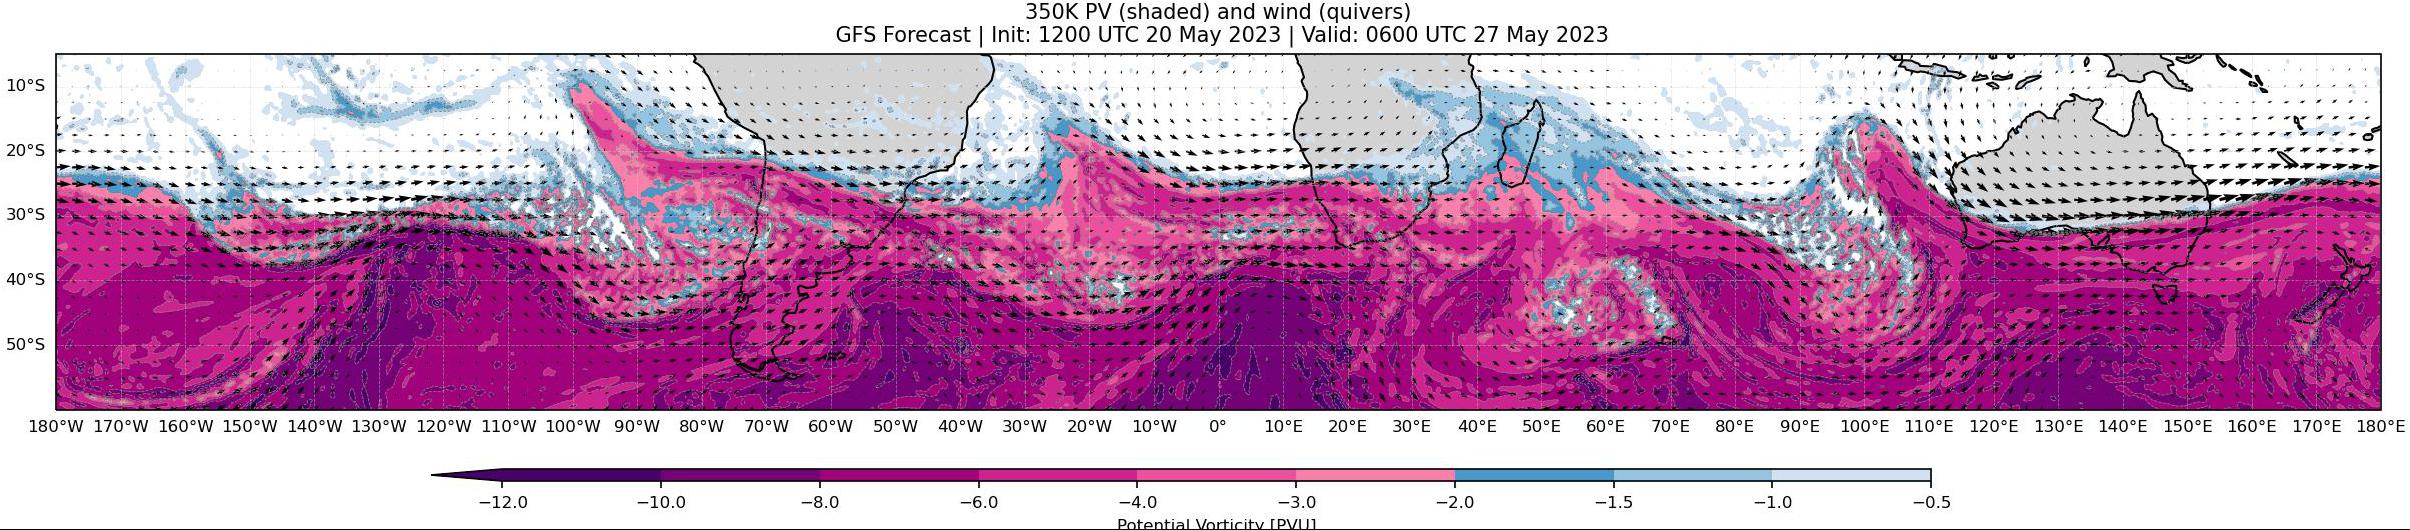 350K PV (shaded) and wind (quivers)
GFS Forecast | Init: 1200 UTC 20 May 2023 | Valid: 0600 UTC 27 May 2023
10°S
20°S
30°S
40°S
50°S
180°W 170°W 160°W 150°W 140°W 130°W 120°W 110°W 100°W 90°W 80°W 70°W 60°W 50°W 40°W 30°W 20°W 10°W 0° 10°E 20°E 30°E 40°E 50°E 60°E 70°E 80°E 90°E 100°E 110°E 120°E 130°E 140°E 150°E 160°E 170°E 180°E
−12.0 −10.0 −8.0 −6.0 −4.0 −3.0 −2.0 −1.5 −1.0 −0.5
Potential Vorticity [PVU]